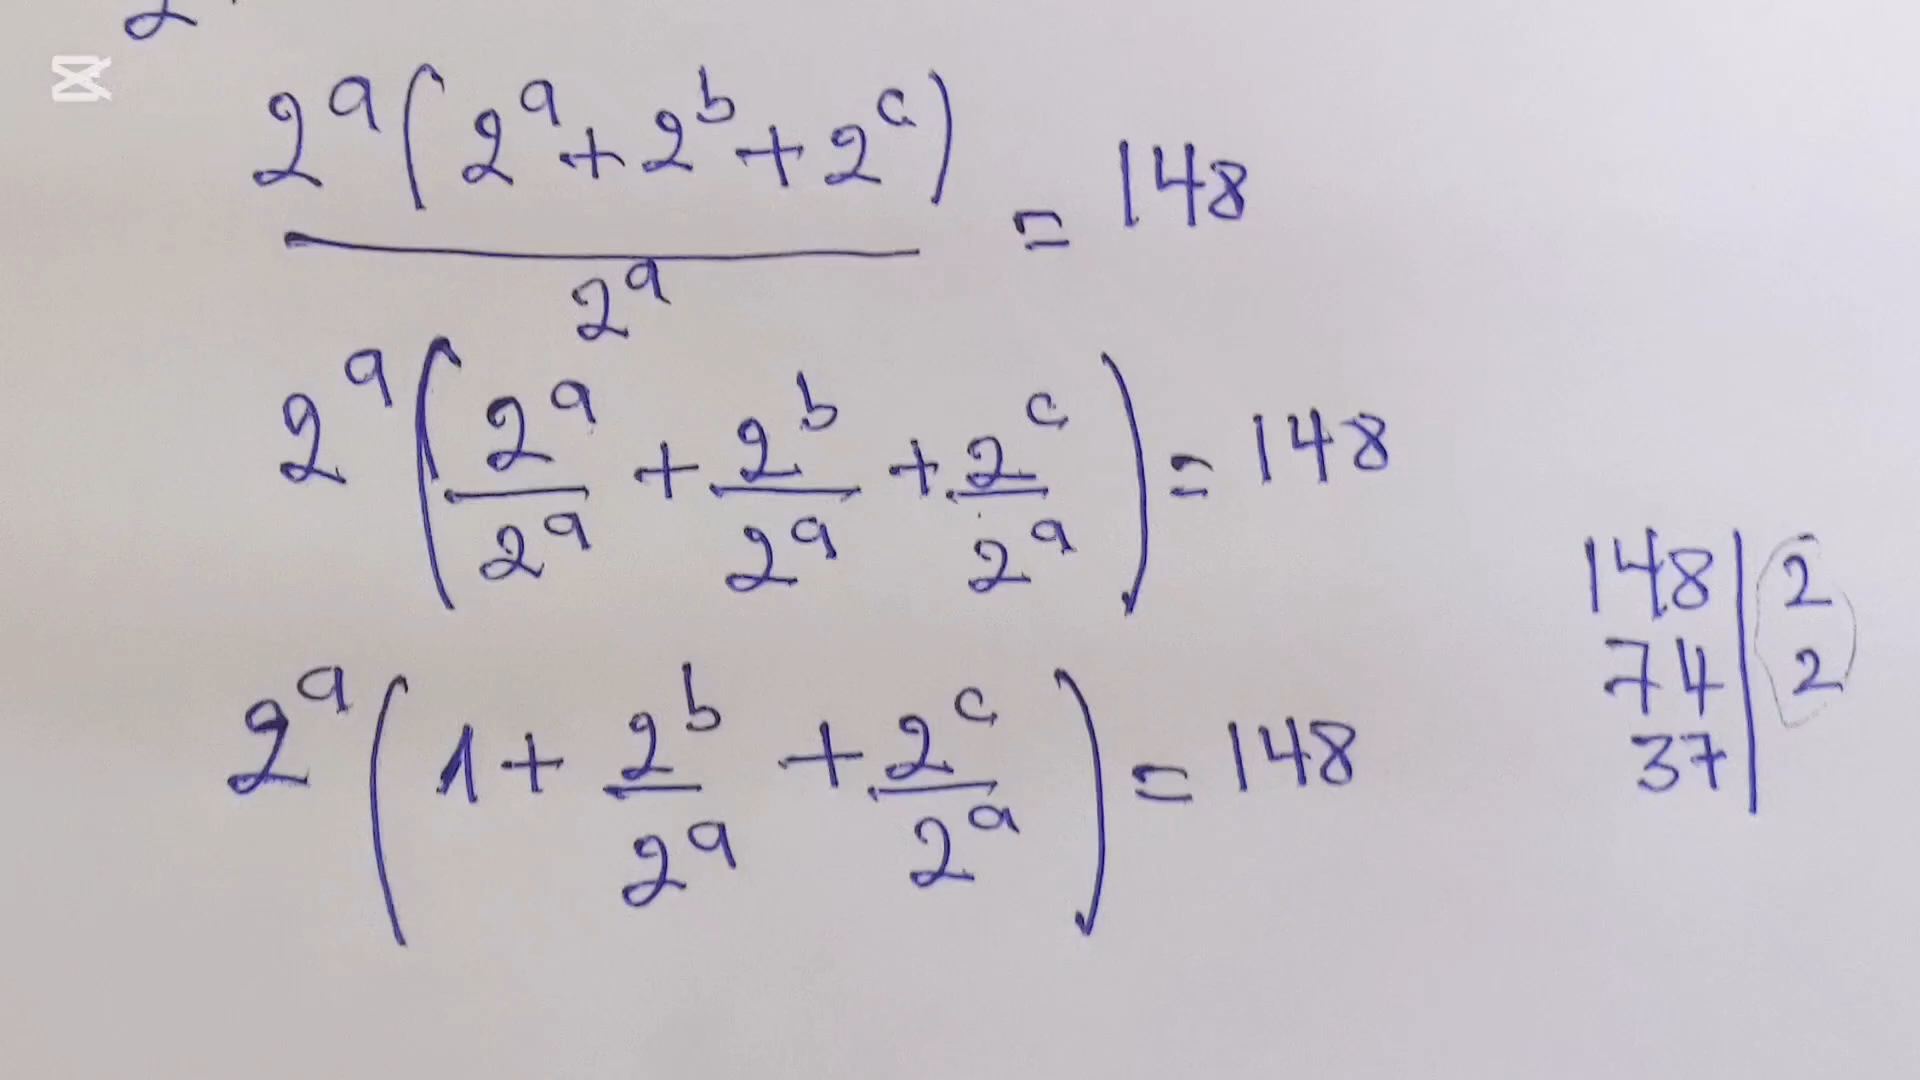 2^a(2^a+2^b+2^c)/2^a = 148
2^a(2^a/2^a + 2^b/2^a + 2^c/2^a) = 148
2^a(1 + 2^b/2^a + 2^c/2^a) = 148
148 | 2
74 | 2
37 |